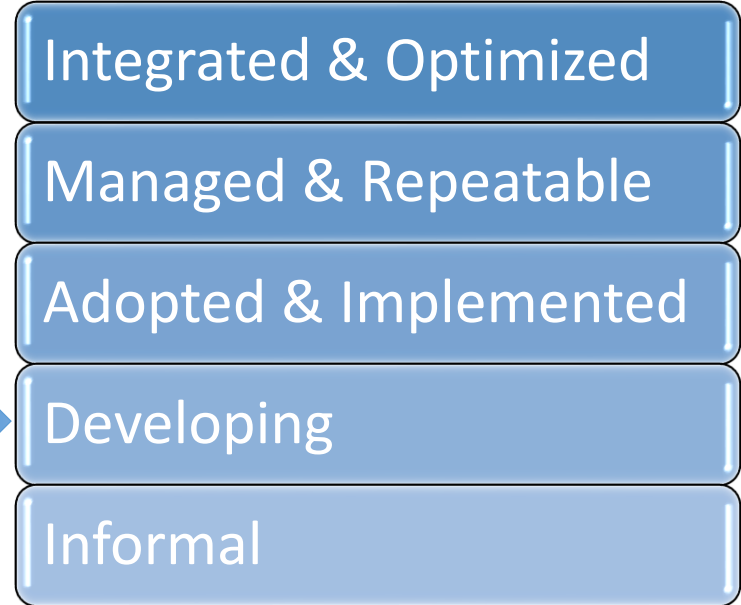 Integrated & Optimized
Managed & Repeatable
Adopted & Implemented
Developing
Informal